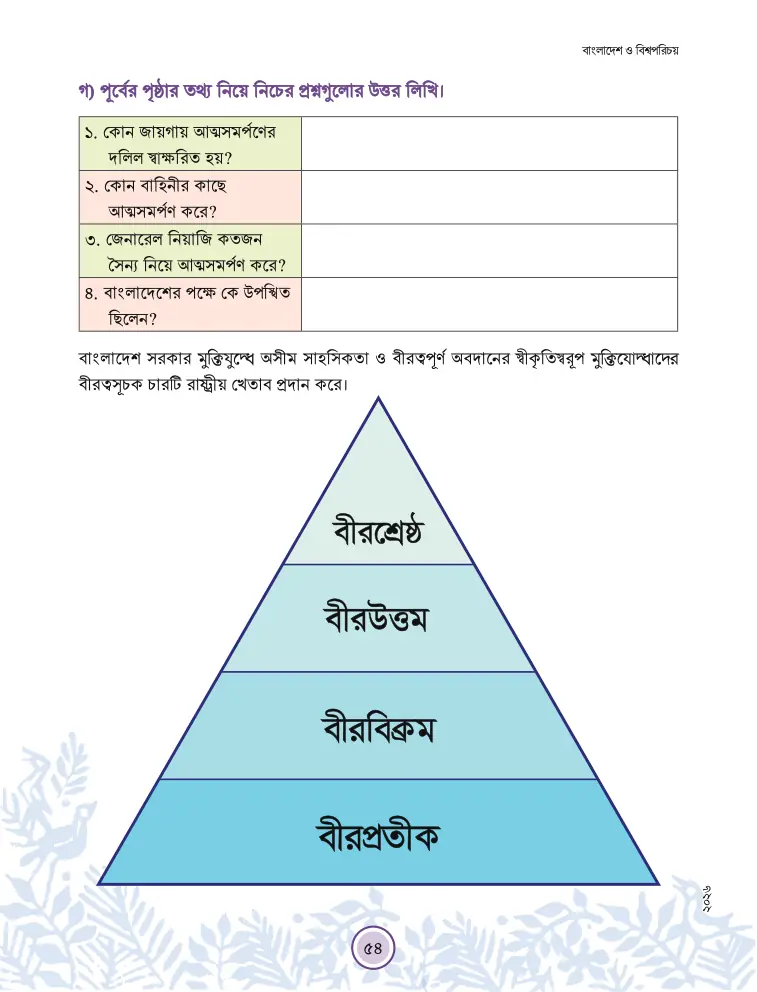 বাংলাদেশ ও বিশ্বপরিচয়
গ) পূর্বের পৃষ্ঠার তথ্য নিয়ে নিচের প্রশ্নগুলোর উত্তর লিখি।
১. কোন জায়গায় আত্মসমর্পণের
দলিল স্বাক্ষরিত হয়?
২. কোন বাহিনীর কাছে
আত্মসমর্পণ করে?
৩. জেনারেল নিয়াজি কতজন
সৈন্য নিয়ে আত্মসমর্পণ করে?
৪. বাংলাদেশের পক্ষে কে উপস্থিত
ছিলেন?
বাংলাদেশ সরকার মুক্তিযুদ্ধে অসীম সাহসিকতা ও বীরত্বপূর্ণ অবদানের স্বীকৃতিস্বরূপ মুক্তিযোদ্ধাদের
বীরত্বসূচক চারটি রাষ্ট্রীয় খেতাব প্রদান করে।
বীরশ্রেষ্ঠ
বীরউত্তম
বীরবিক্রম
বীরপ্রতীক
২০২৬
৫৪